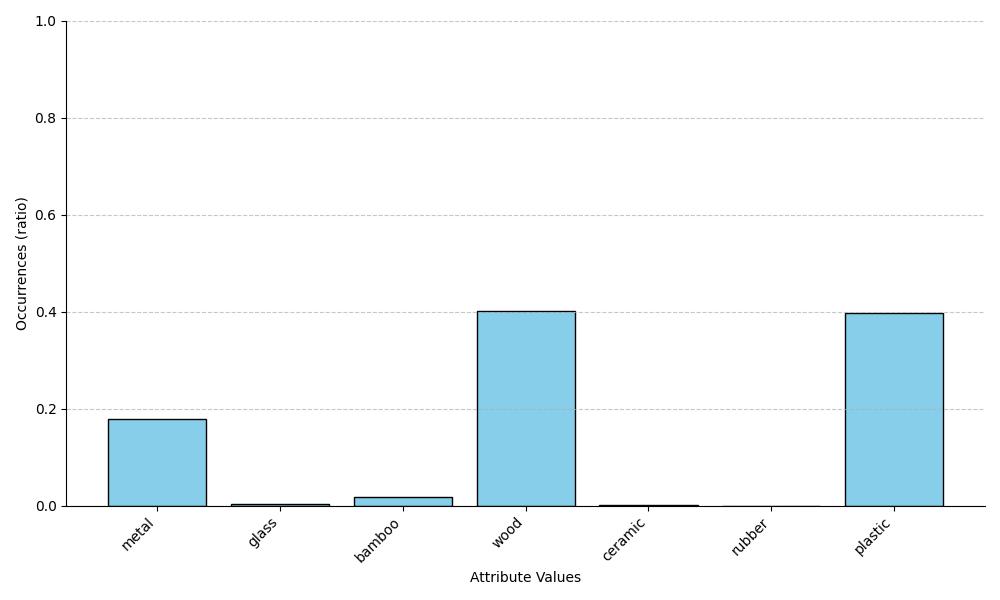 1.0
0.8
0.6
0.4
0.2
0.0
Occurrences (ratio)
metal
glass
bamboo
wood
ceramic
rubber
plastic
Attribute Values